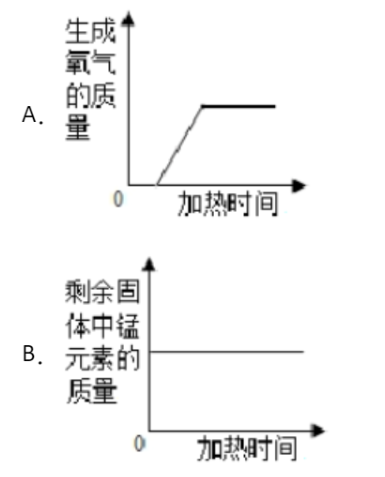 生成
氧气
的质
量
A.
0
加热时间
剩余固
体中锰
元素的
质量
B.
0
加热时间